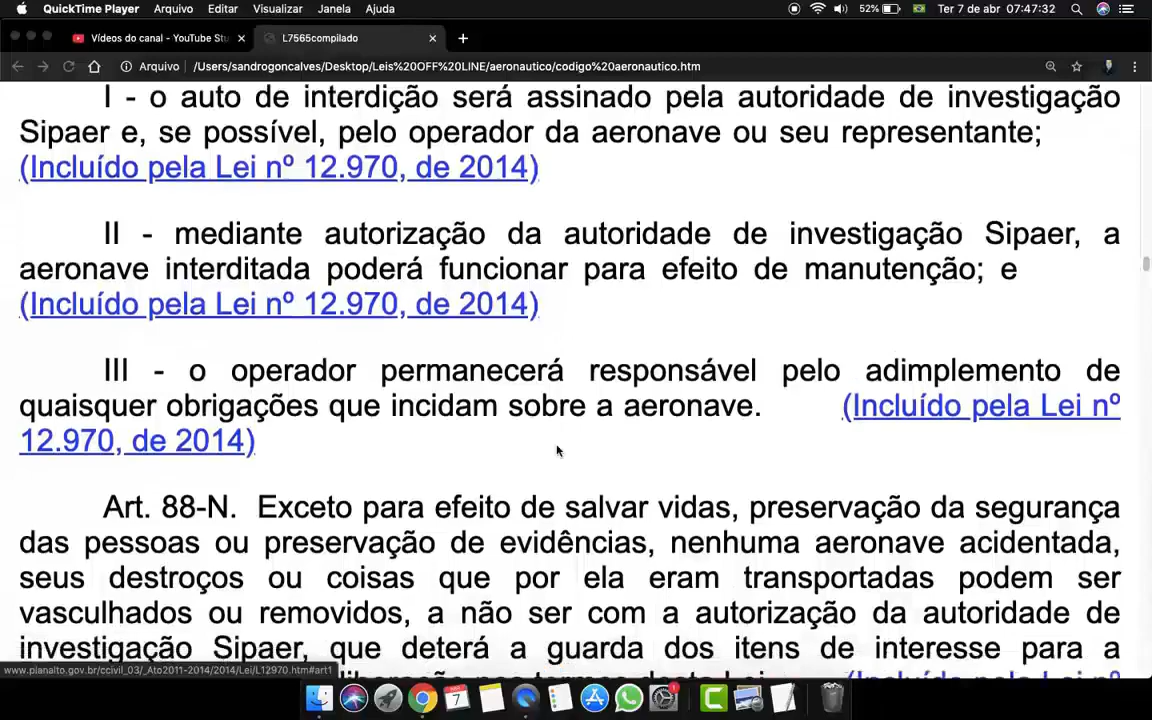 QuickTime Player Arquivo Editar Visualizar Janela Ajuda 52% Ter 7 de abr 07:47:32
Vídeos do canal - YouTube Stu L7565compilado
Arquivo /Users/sandrogoncalves/Desktop/Leis%20OFF%20LINE/aeronautico/codigo%20aeronautico.htm
I - o auto de interdição será assinado pela autoridade de investigação
Sipaer e, se possível, pelo operador da aeronave ou seu representante;
(Incluído pela Lei nº 12.970, de 2014)
II - mediante autorização da autoridade de investigação Sipaer, a
aeronave interditada poderá funcionar para efeito de manutenção; e
(Incluído pela Lei nº 12.970, de 2014)
III - o operador permanecerá responsável pelo adimplemento de
quaisquer obrigações que incidam sobre a aeronave. (Incluído pela Lei nº
12.970, de 2014)
Art. 88-N. Exceto para efeito de salvar vidas, preservação da segurança
das pessoas ou preservação de evidências, nenhuma aeronave acidentada,
seus destroços ou coisas que por ela eram transportadas podem ser
vasculhados ou removidos, a não ser com a autorização da autoridade de
investigação Sipaer, que deterá a guarda dos itens de interesse para a
www.planalto.gov.br/ccivil_03/_Ato2011-2014/2014/Lei/L12970.htm#art1